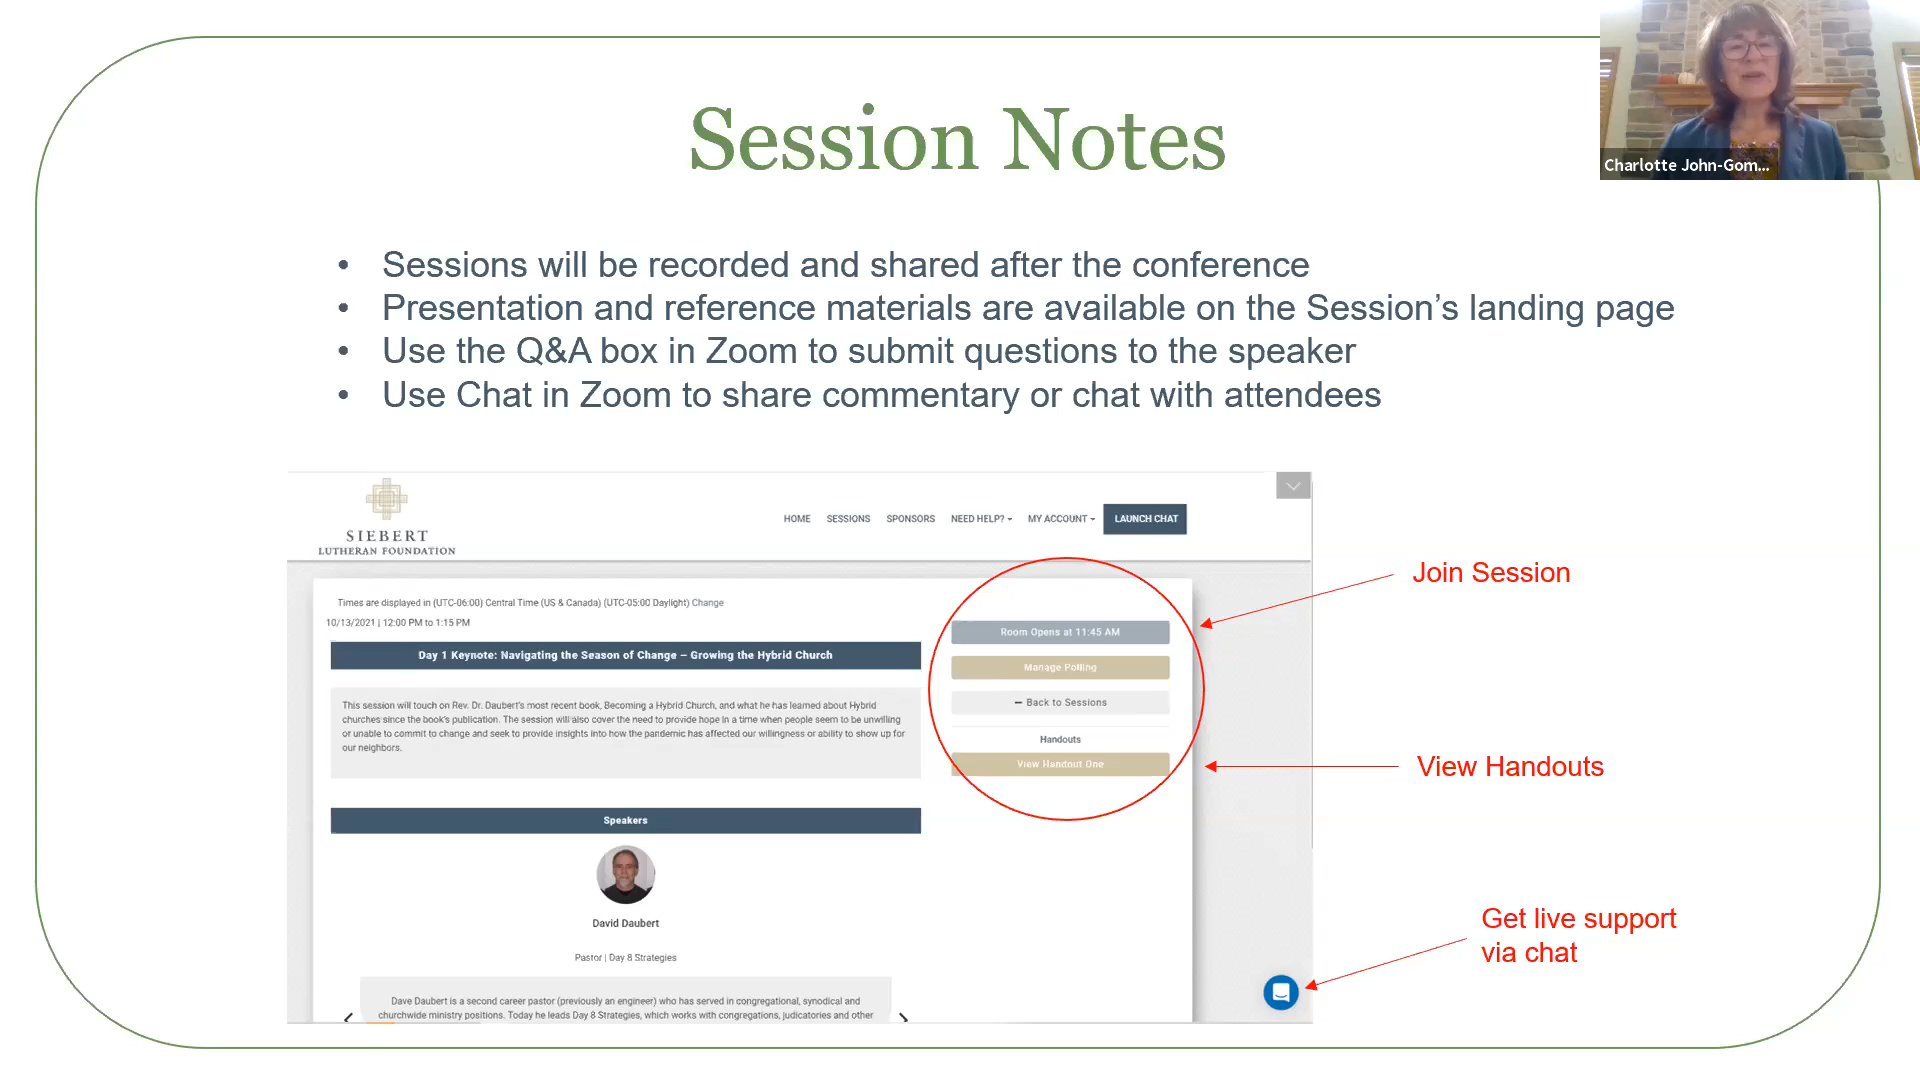 Session Notes
Charlotte John-Gom...
• Sessions will be recorded and shared after the conference
• Presentation and reference materials are available on the Session’s landing page
• Use the Q&A box in Zoom to submit questions to the speaker
• Use Chat in Zoom to share commentary or chat with attendees
SIEBERT
LUTHERAN FOUNDATION
HOME SESSIONS SPONSORS NEED HELP? MY ACCOUNT LAUNCH CHAT
Times are displayed in (UTC-06:00) Central Time (US & Canada) (UTC-05:00 Daylight) Change
10/13/2021 | 12:00 PM to 1:15 PM
Day 1 Keynote: Navigating the Season of Change – Growing the Hybrid Church
This session will touch on Rev. Dr. Daubert's most recent book, Becoming a Hybrid Church, and what he has learned about Hybrid
churches since the book's publication. The session will also cover the need to provide hope in a time when people seem to be unwilling
or unable to commit to change and seek to provide insights into how the pandemic has affected our willingness or ability to show up for
our neighbors.
Speakers
David Daubert
Pastor | Day 8 Strategies
Dave Daubert is a second career pastor (previously an engineer) who has served in congregational, synodical and
churchwide ministry positions. Today he leads Day 8 Strategies, which works with congregations, judicatories and other
Room Opens at 11:45 AM
Manage Polling
Back to Sessions
Handouts
View Handout One
Join Session
View Handouts
Get live support
via chat